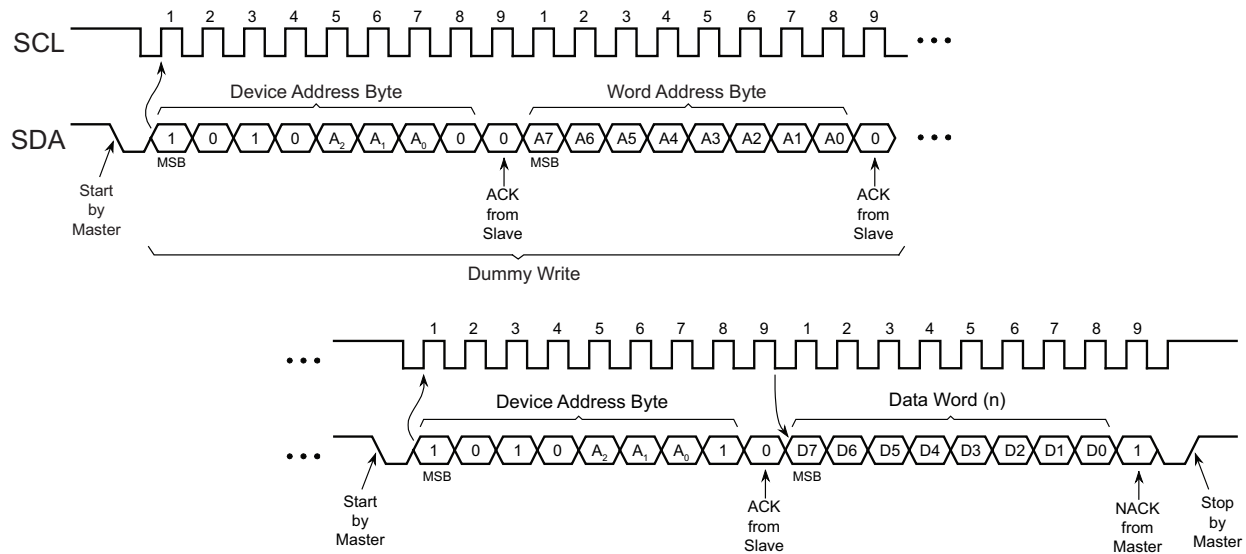 1 2 3 4 5 6 7 8 9 1 2 3 4 5 6 7 8 9
SCL
Device Address Byte Word Address Byte
SDA 1 0 1 0 A₂ A₁ A₀ 0 0 A7 A6 A5 A4 A3 A2 A1 A0 0
MSB MSB
Start
by
Master
ACK
from
Slave
ACK
from
Slave
Dummy Write
1 2 3 4 5 6 7 8 9 1 2 3 4 5 6 7 8 9
Device Address Byte Data Word (n)
1 0 1 0 A₂ A₁ A₀ 1 0 D7 D6 D5 D4 D3 D2 D1 D0 1
MSB MSB
Start
by
Master
ACK
from
Slave
NACK
from
Master
Stop
by
Master